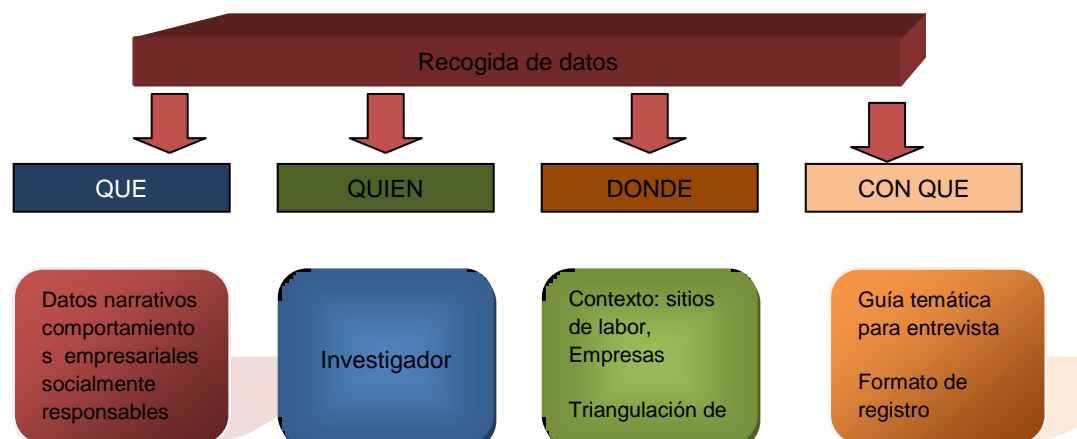 Recogida de datos
QUE
QUIEN
DONDE
CON QUE
Datos narrativos
comportamiento
s empresariales
socialmente
responsables
Investigador
Contexto: sitios
de labor,
Empresas
Triangulación de
Guía temática
para entrevista
Formato de
registro